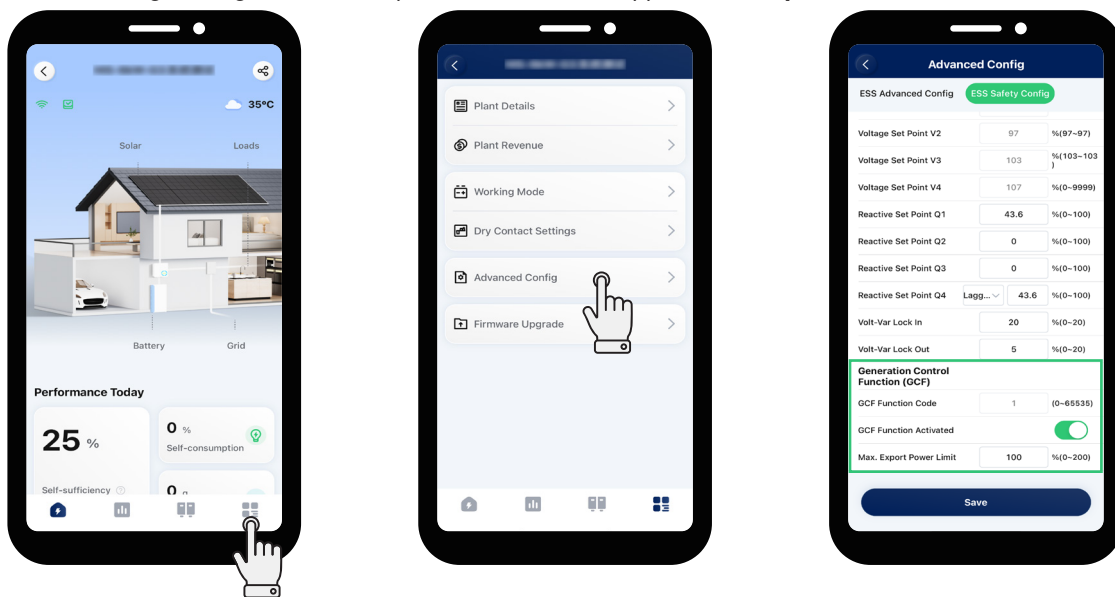 35°C
Solar
Loads
Battery
Grid
Performance Today
25 %
0 %
Self-consumption
Self-sufficiency
0
Plant Details
Plant Revenue
Working Mode
Dry Contact Settings
Advanced Config
Firmware Upgrade
Advanced Config
ESS Advanced Config ESS Safety Config
Voltage Set Point V2 97 %(97~97)
Voltage Set Point V3 103 %(103~103
)
Voltage Set Point V4 107 %(0~9999)
Reactive Set Point Q1 43.6 %(0~100)
Reactive Set Point Q2 0 %(0~100)
Reactive Set Point Q3 0 %(0~100)
Reactive Set Point Q4 Lagg... 43.6 %(0~100)
Volt-Var Lock In 20 %(0~20)
Volt-Var Lock Out 5 %(0~20)
Generation Control
Function (GCF)
GCF Function Code 1 (0~65535)
GCF Function Activated
Max. Export Power Limit 100 %(0~200)
Save